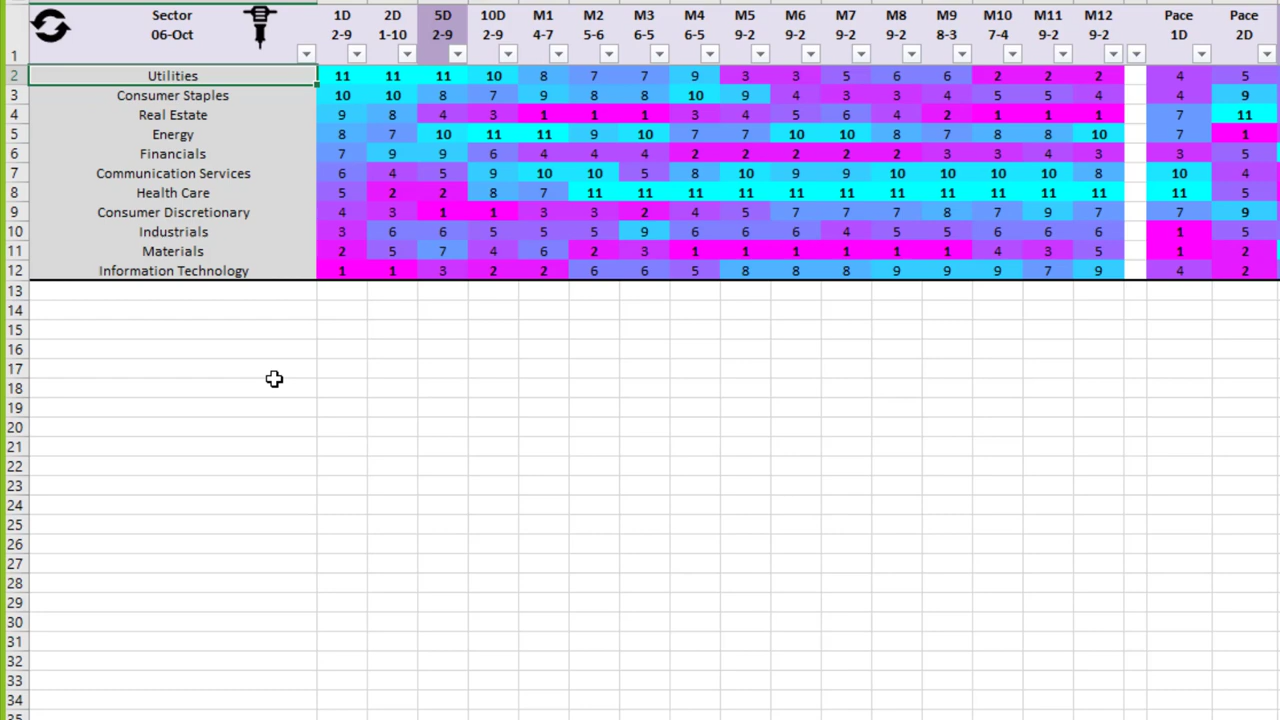 Sector 1D 2D 5D 10D M1 M2 M3 M4 M5 M6 M7 M8 M9 M10 M11 M12 Pace Pace
06-Oct 2-9 1-10 2-9 2-9 4-7 5-6 6-5 6-5 9-2 9-2 9-2 9-2 8-3 7-4 9-2 9-2 1D 2D
1
2 Utilities 11 11 11 10 8 7 7 9 3 3 5 6 6 2 2 2 4 5
3 Consumer Staples 10 10 8 7 9 8 8 10 9 4 3 3 4 5 5 4 4 9
4 Real Estate 9 8 4 3 1 1 1 3 4 5 6 4 2 1 1 1 7 11
5 Energy 8 7 10 11 11 9 10 7 7 10 10 8 7 8 8 10 7 1
6 Financials 7 9 9 6 4 4 4 2 2 2 2 2 3 3 4 3 3 5
7 Communication Services 6 4 5 9 10 10 5 8 10 9 9 10 10 10 10 8 10 4
8 Health Care 5 2 2 8 7 11 11 11 11 11 11 11 11 11 11 11 11 5
9 Consumer Discretionary 4 3 1 1 3 3 2 4 5 7 7 7 8 7 9 7 7 9
10 Industrials 3 6 6 5 5 5 9 6 6 6 4 5 5 6 6 6 1 5
11 Materials 2 5 7 4 6 2 3 1 1 1 1 1 1 4 3 5 1 2
12 Information Technology 1 1 3 2 2 6 6 5 8 8 8 9 9 9 7 9 4 2
13
14
15
16
17
18
19
20
21
22
23
24
25
26
27
28
29
30
31
32
33
34
35